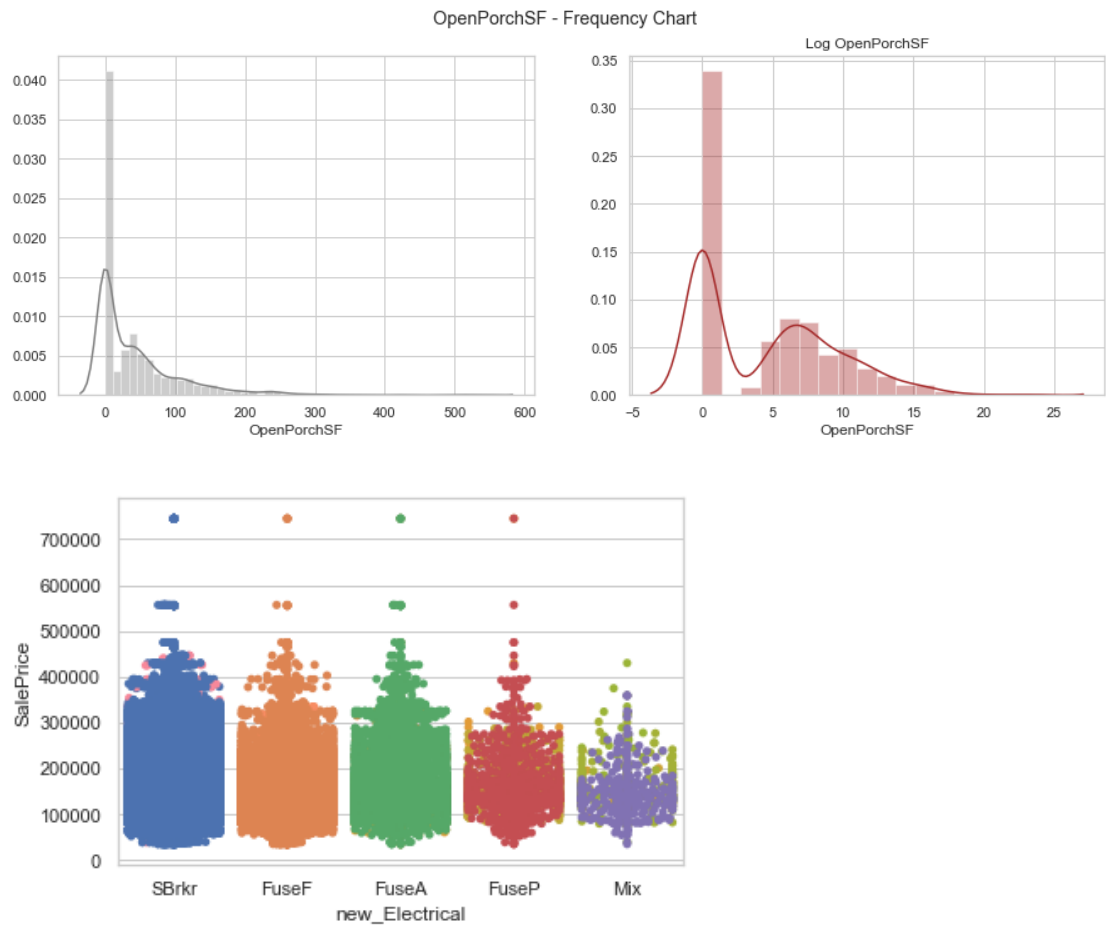 OpenPorchSF - Frequency Chart
Log OpenPorchSF
0.040
0.035
0.030
0.025
0.020
0.015
0.010
0.005
0.000
0 100 200 300 400 500 600
OpenPorchSF
0.35
0.30
0.25
0.20
0.15
0.10
0.05
0.00
−5 0 5 10 15 20 25
OpenPorchSF
SalePrice
700000
600000
500000
400000
300000
200000
100000
0
SBrkr FuseF FuseA FuseP Mix
new_Electrical